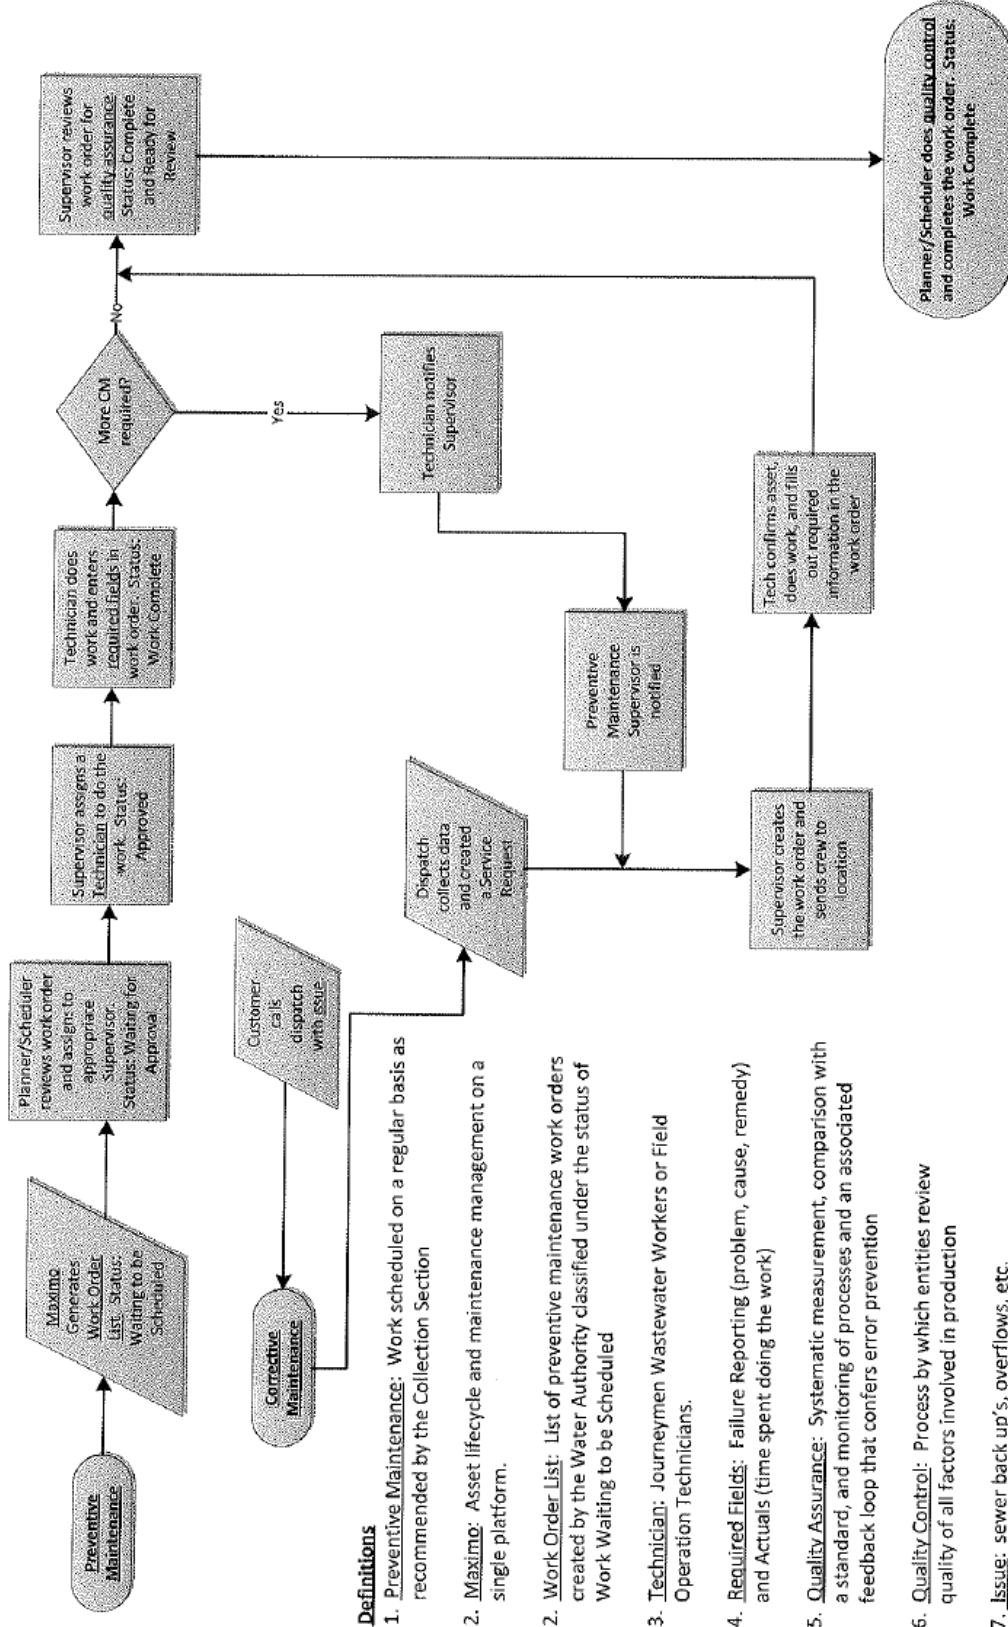 Preventive
Maintenance
Maximo
Generates
Work Order
List. Status:
Waiting to be
Scheduled
Planner/Scheduler
reviews work order
and assigns to
appropriate
Supervisor.
Status: Waiting for
Approval
Supervisor assigns a
Technician to do the
work. Status:
Approved
Technician does
work and enters
required fields in
work order. Status:
Work Complete
More CM
required?
No
Yes
Supervisor reviews
work order for
quality assurance
Status: Complete
and Ready for
Review
Technician notifies
Supervisor
Preventive
Maintenance
Supervisor is
notified
Corrective
Maintenance
Customer
calls
dispatch
with issue
Dispatch
collects data
and created
a Service
Request
Supervisor creates
the work order and
sends crew to
location
Tech confirms asset,
does work, and fills
out required
information in the
work order
Planner/Scheduler does quality control
and completes the work order. Status:
Work Complete
Definitions
1. Preventive Maintenance: Work scheduled on a regular basis as
recommended by the Collection Section
2. Maximo: Asset lifecycle and maintenance management on a
single platform.
2. Work Order List: List of preventive maintenance work orders
created by the Water Authority classified under the status of
Work Waiting to be Scheduled
3. Technician: Journeymen Wastewater Workers or Field
Operation Technicians.
4. Required Fields: Failure Reporting (problem, cause, remedy)
and Actuals (time spent doing the work)
5. Quality Assurance: Systematic measurement, comparison with
a standard, and monitoring of processes and an associated
feedback loop that confers error prevention
6. Quality Control: Process by which entities review
quality of all factors involved in production
7. Issue: sewer back up's, overflows, etc.